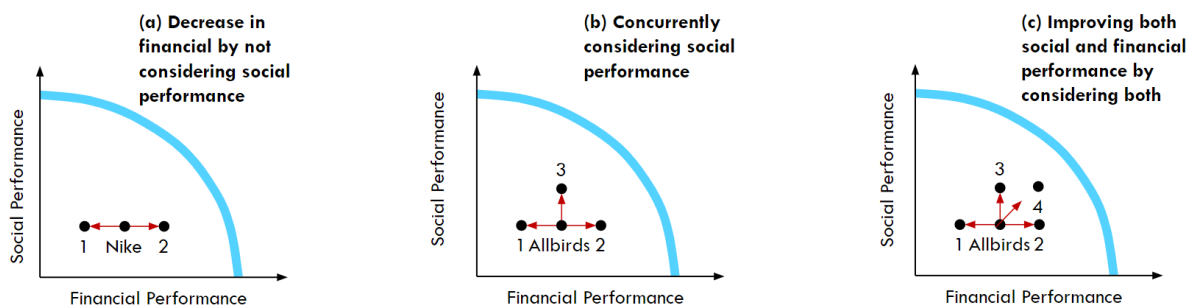 (a) Decrease in
financial by not
considering social
performance
Social Performance
1 Nike 2
Financial Performance
(b) Concurrently
considering social
performance
Social Performance
3
1 Allbirds 2
Financial Performance
(c) Improving both
social and financial
performance by
considering both
Social Performance
3
4
1 Allbirds 2
Financial Performance